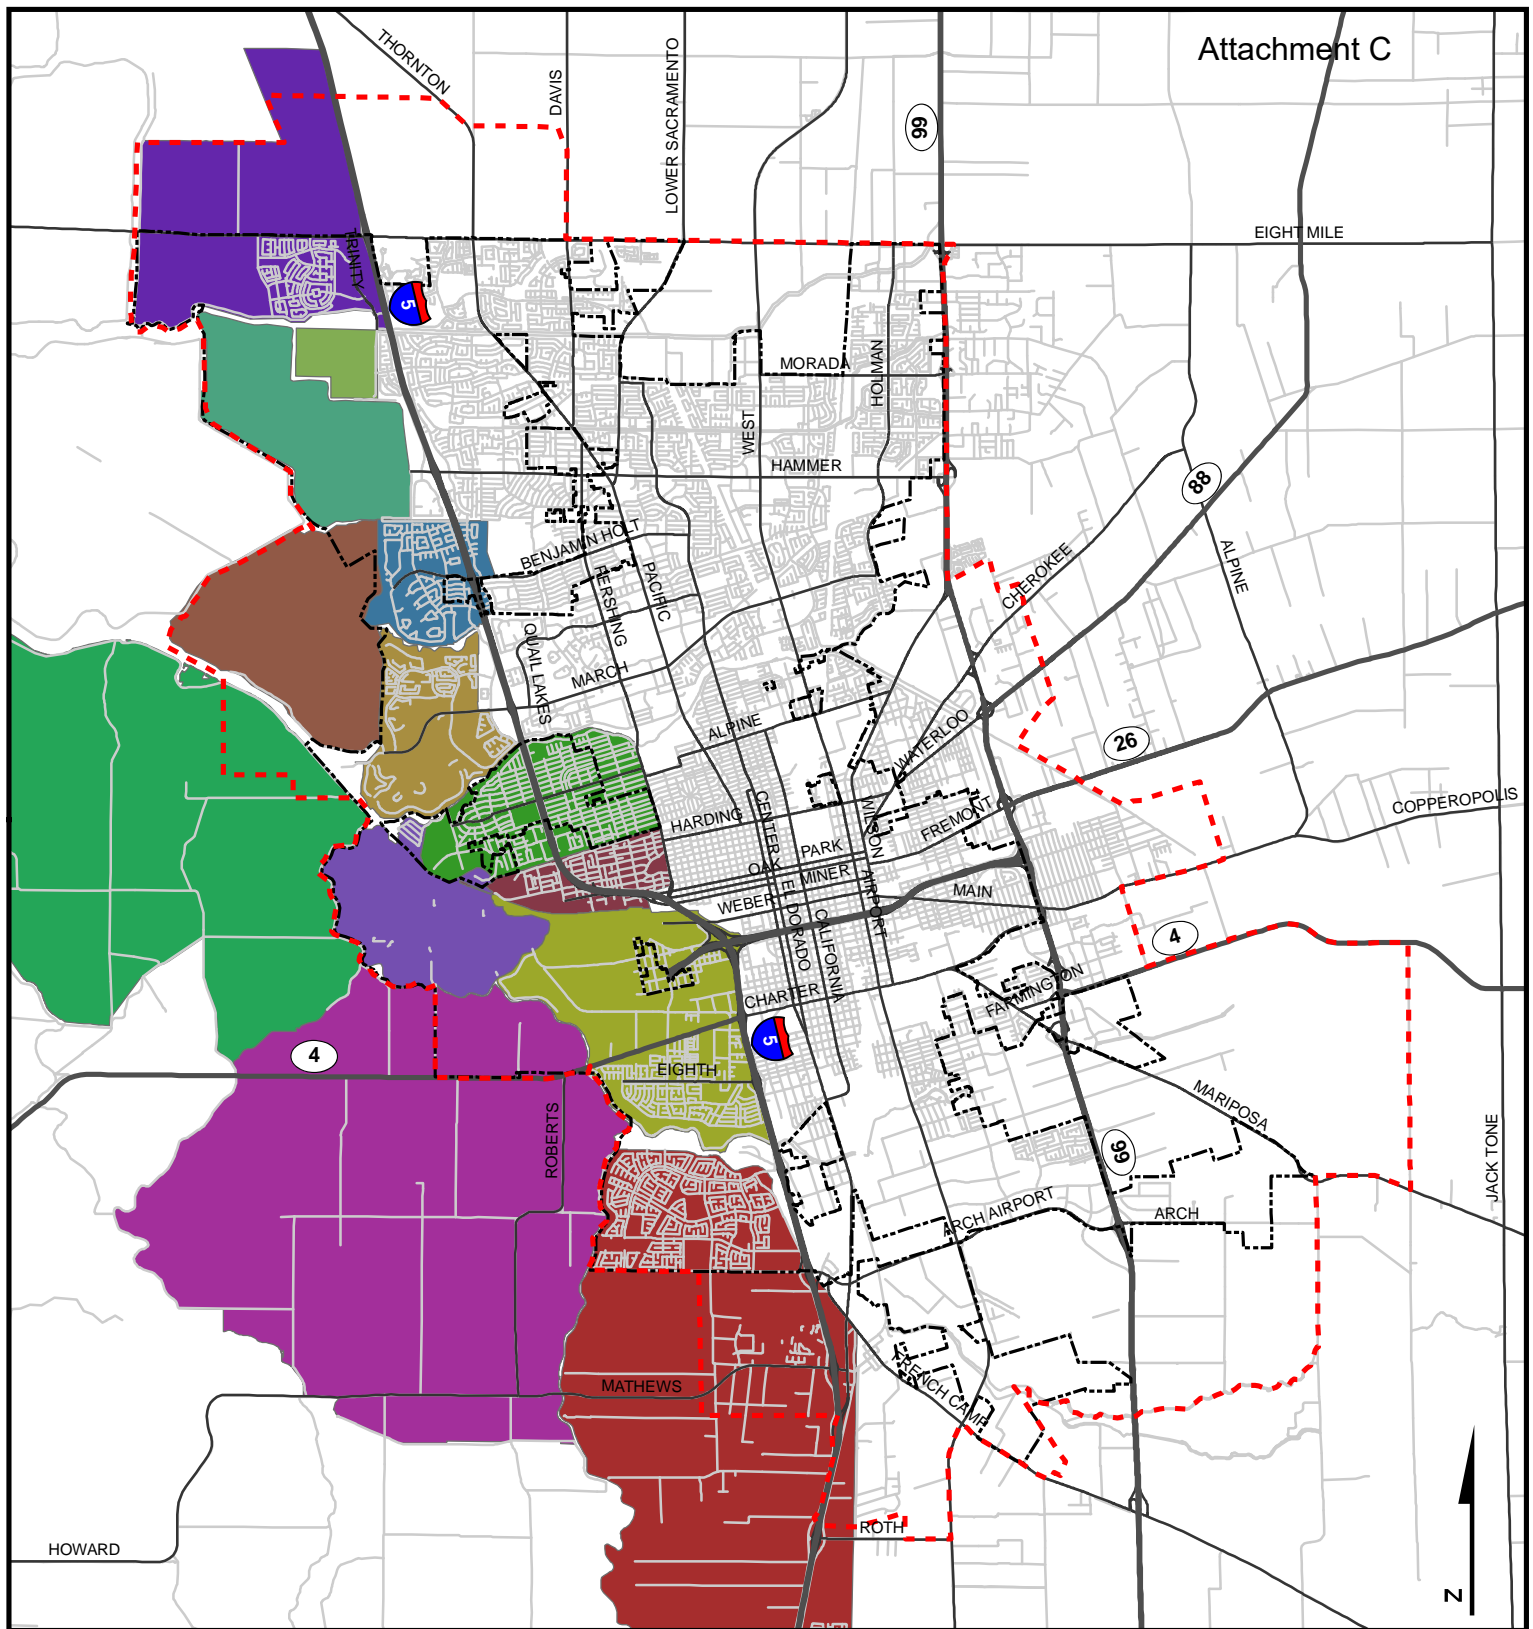 Attachment C
THORNTON
DAVIS
LOWER SACRAMENTO
99
EIGHT MILE
TRINITY
5
MORADA
HOLMAN
WEST
HAMMER
88
BENJAMIN HOLT
CHEROKEE
ALPINE
PERSHING
PACIFIC
QUAIL LAKES
MARCH
ALPINE
WATERLOO
26
COPPEROPOLIS
HARDING
CENTER
WILSON
FREMONT
PARK
OAK
MINER
WEBER
MAIN
EL DORADO
CALIFORNIA
AIRPORT
4
CHARTER
FARMINGTON
5
4
EIGHTH
ROBERTS
MARIPOSA
99
JACK TONE
ARCH AIRPORT
ARCH
MATHEWS
FRENCH CAMP
ROTH
HOWARD
N